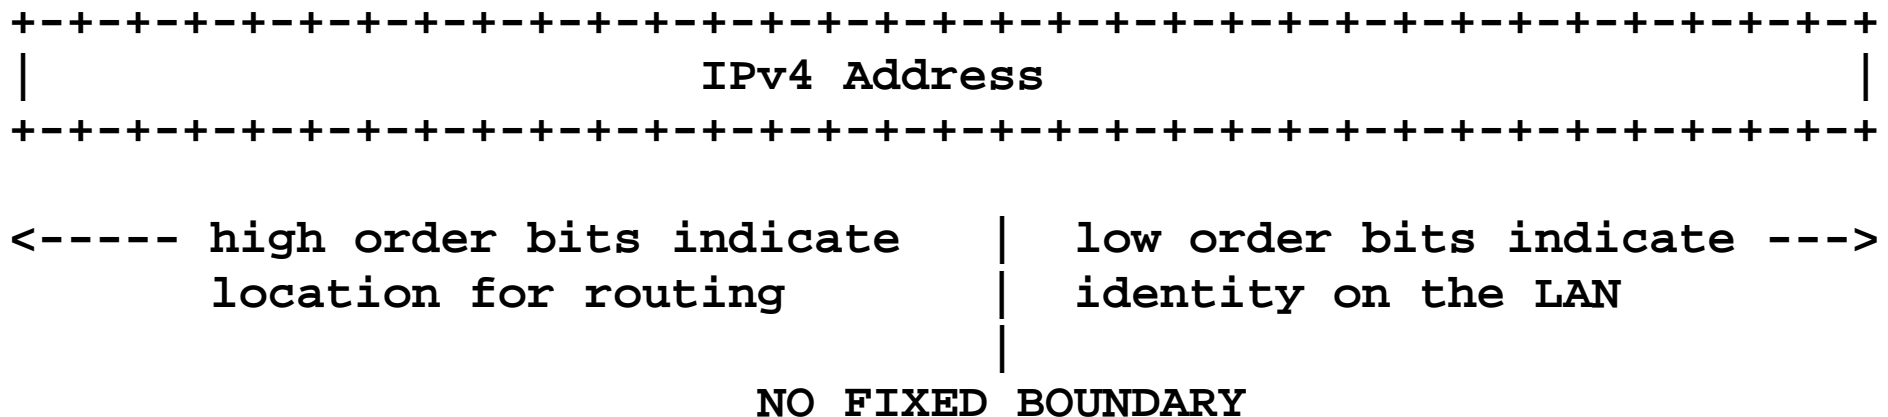 +-+-+-+-+-+-+-+-+-+-+-+-+-+-+-+-+-+-+-+-+-+-+-+-+-+-+-+-+-+-+-+-+-+
|                       IPv4 Address                            |
+-+-+-+-+-+-+-+-+-+-+-+-+-+-+-+-+-+-+-+-+-+-+-+-+-+-+-+-+-+-+-+-+-+
<----- high order bits indicate   |  low order bits indicate --->
       location for routing       |  identity on the LAN
                                  |
                          NO FIXED BOUNDARY